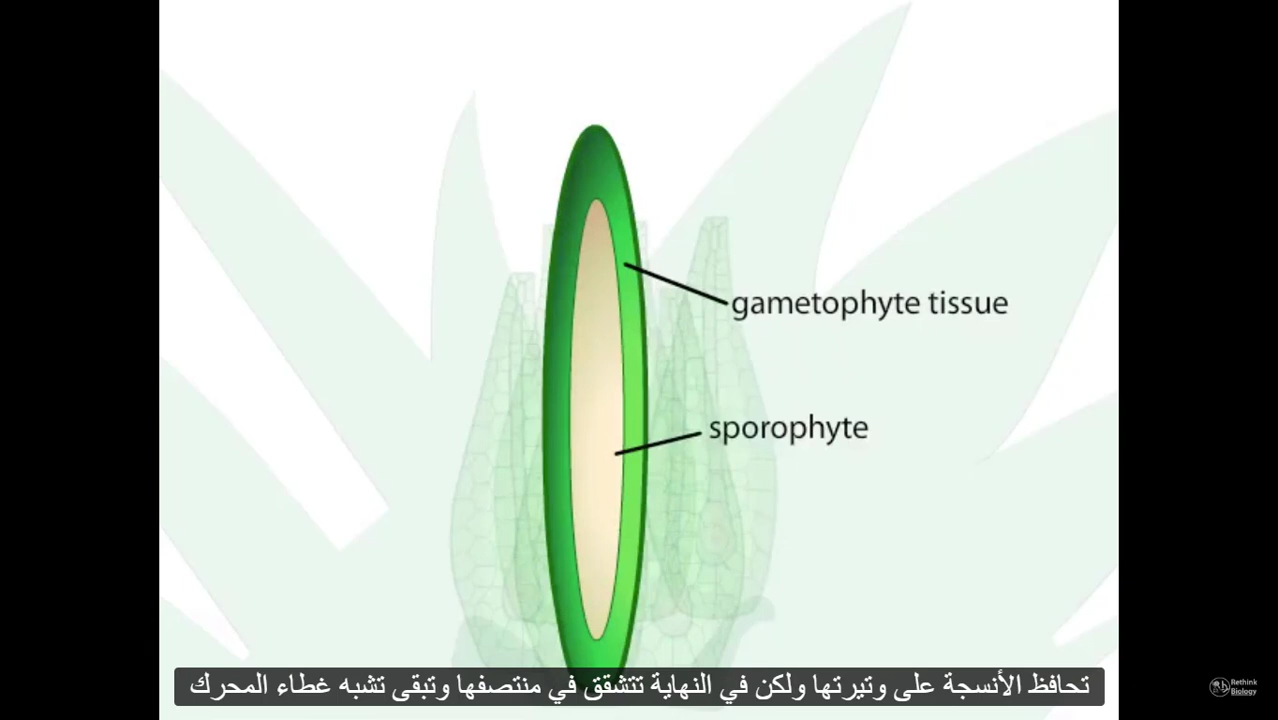 gametophyte tissue
sporophyte
تحافظ الأنسجة على وتيرتها ولكن في النهاية تتشقق في منتصفها وتبقى تشبه غطاء المحرك
Rethink
Biology